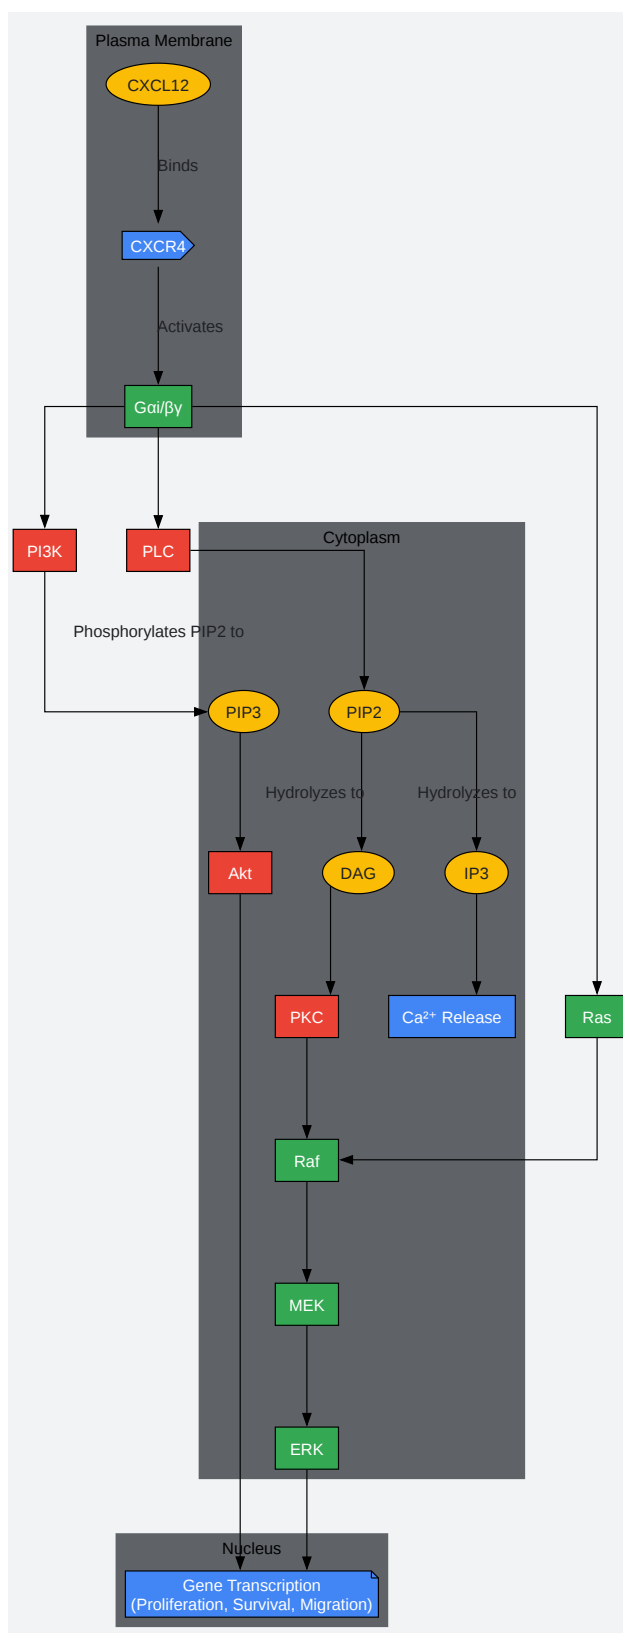 Plasma Membrane
CXCL12
Binds
CXCR4
Activates
Gαi/βγ
PI3K
PLC
Cytoplasm
Phosphorylates PIP2 to
PIP3
PIP2
Hydrolyzes to
Hydrolyzes to
Akt
DAG
IP3
PKC
Ca²⁺ Release
Ras
Raf
MEK
ERK
Nucleus
Gene Transcription
(Proliferation, Survival, Migration)